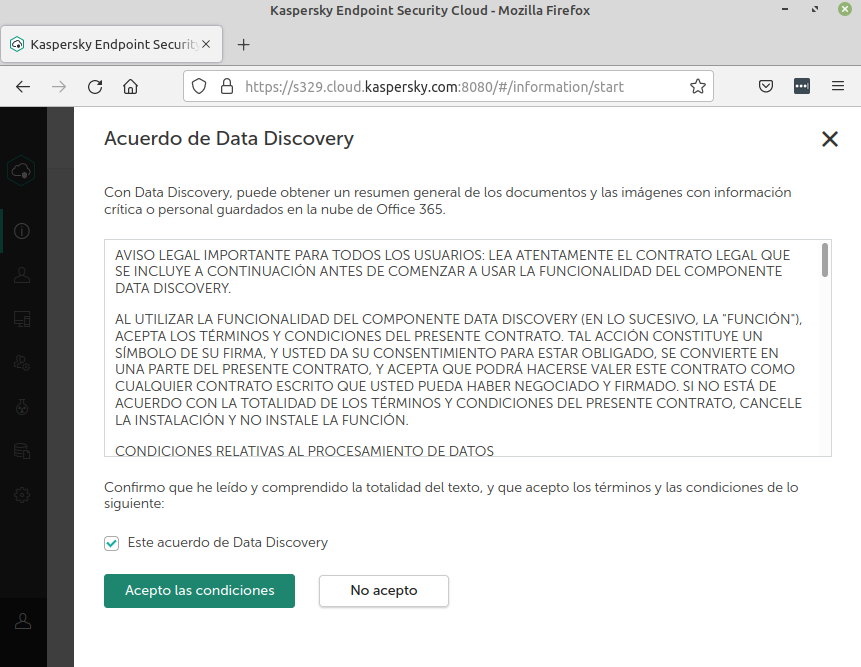 Kaspersky Endpoint Security Cloud - Mozilla Firefox
Kaspersky Endpoint Security
https://s329.cloud.kaspersky.com:8080/#/information/start
Acuerdo de Data Discovery
Con Data Discovery, puede obtener un resumen general de los documentos y las imágenes con información
crítica o personal guardados en la nube de Office 365.
AVISO LEGAL IMPORTANTE PARA TODOS LOS USUARIOS: LEA ATENTAMENTE EL CONTRATO LEGAL QUE
SE INCLUYE A CONTINUACIÓN ANTES DE COMENZAR A USAR LA FUNCIONALIDAD DEL COMPONENTE
DATA DISCOVERY.
AL UTILIZAR LA FUNCIONALIDAD DEL COMPONENTE DATA DISCOVERY (EN LO SUCESIVO, LA "FUNCIÓN"),
ACEPTA LOS TÉRMINOS Y CONDICIONES DEL PRESENTE CONTRATO. TAL ACCIÓN CONSTITUYE UN
SÍMBOLO DE SU FIRMA, Y USTED DA SU CONSENTIMIENTO PARA ESTAR OBLIGADO, SE CONVIERTE EN
UNA PARTE DEL PRESENTE CONTRATO, Y ACEPTA QUE PODRÁ HACERSE VALER ESTE CONTRATO COMO
CUALQUIER CONTRATO ESCRITO QUE USTED PUEDA HABER NEGOCIADO Y FIRMADO. SI NO ESTÁ DE
ACUERDO CON LA TOTALIDAD DE LOS TÉRMINOS Y CONDICIONES DEL PRESENTE CONTRATO, CANCELE
LA INSTALACIÓN Y NO INSTALE LA FUNCIÓN.
CONDICIONES RELATIVAS AL PROCESAMIENTO DE DATOS
Confirmo que he leído y comprendido la totalidad del texto, y que acepto los términos y las condiciones de lo
siguiente:
Este acuerdo de Data Discovery
Acepto las condiciones
No acepto